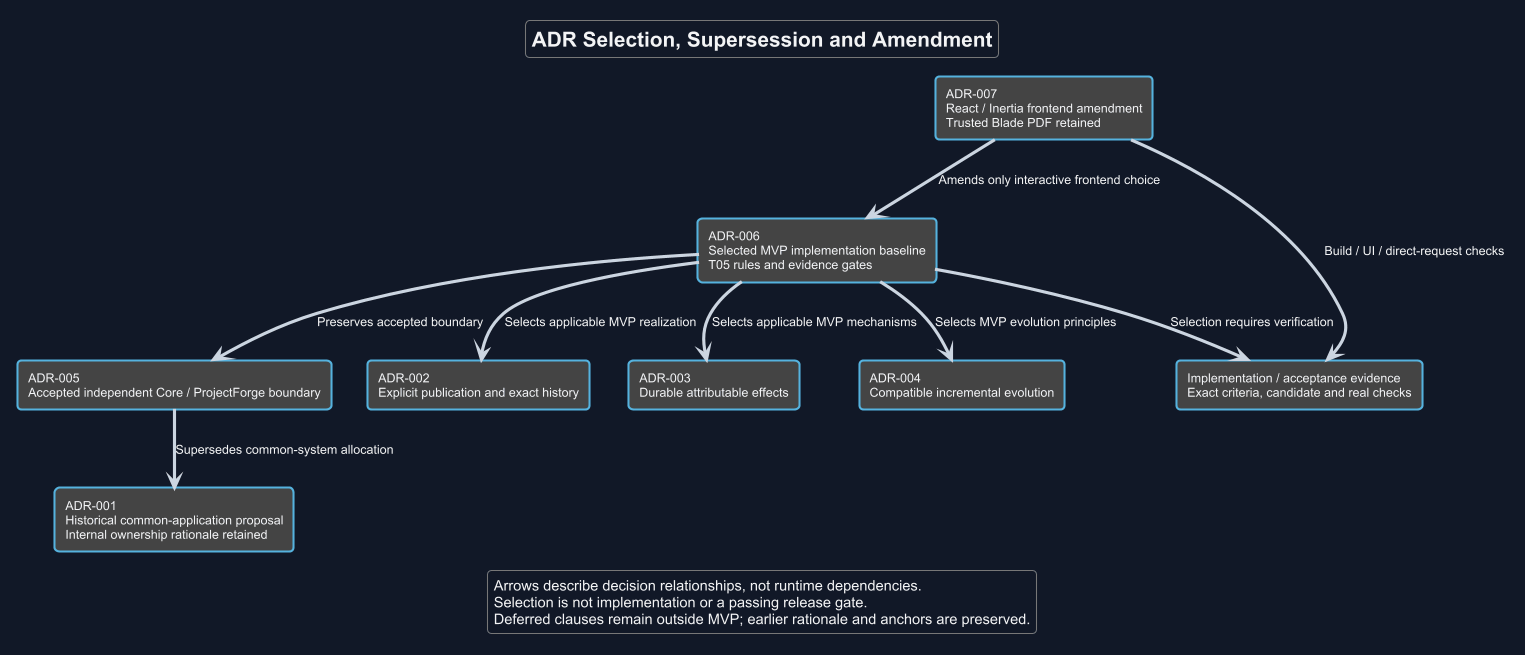 ADR Selection, Supersession and Amendment
ADR-007
React / Inertia frontend amendment
Trusted Blade PDF retained
Amends only interactive frontend choice
Build / UI / direct-request checks
ADR-006
Selected MVP implementation baseline
T05 rules and evidence gates
Preserves accepted boundary
Selects applicable MVP realization
Selects applicable MVP mechanisms
Selects MVP evolution principles
Selection requires verification
ADR-005
Accepted independent Core / ProjectForge boundary
ADR-002
Explicit publication and exact history
ADR-003
Durable attributable effects
ADR-004
Compatible incremental evolution
Implementation / acceptance evidence
Exact criteria, candidate and real checks
Supersedes common-system allocation
ADR-001
Historical common-application proposal
Internal ownership rationale retained
Arrows describe decision relationships, not runtime dependencies.
Selection is not implementation or a passing release gate.
Deferred clauses remain outside MVP; earlier rationale and anchors are preserved.